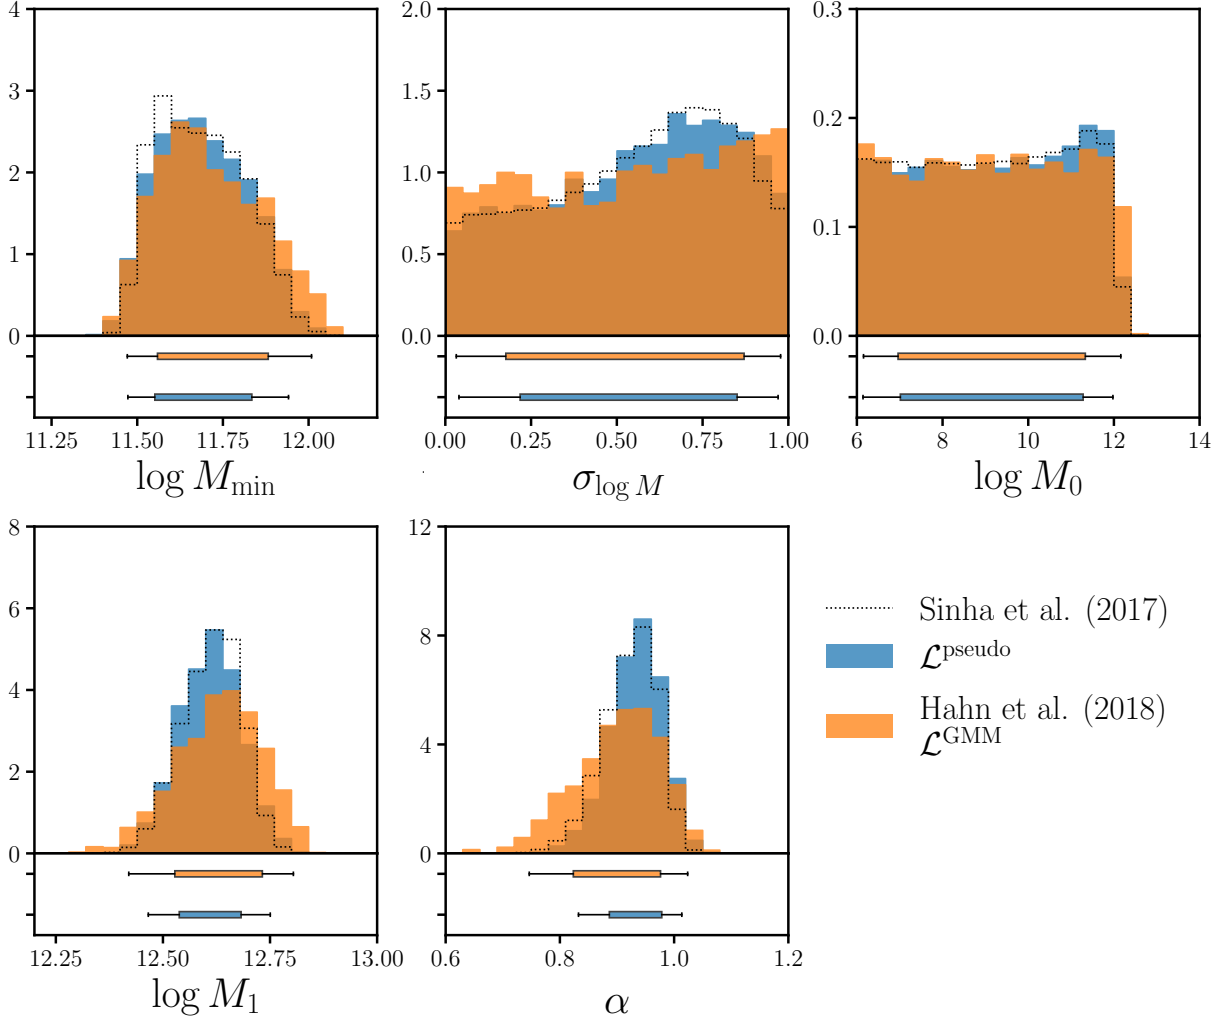 4
3
2
1
0
11.25 11.50 11.75 12.00
log M_min
2.0
1.5
1.0
0.5
0.0
0.00 0.25 0.50 0.75 1.00
σ_log M
0.3
0.2
0.1
0.0
6 8 10 12 14
log M_0
8
6
4
2
0
12.25 12.50 12.75 13.00
log M_1
12
8
4
0
0.6 0.8 1.0 1.2
α
Sinha et al. (2017)
ℒ^pseudo
Hahn et al. (2018)
ℒ^GMM